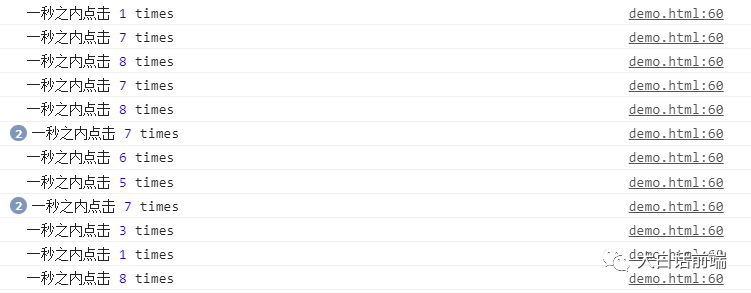 一秒之内点击 1 times demo.html:60
一秒之内点击 7 times demo.html:60
一秒之内点击 8 times demo.html:60
一秒之内点击 7 times demo.html:60
一秒之内点击 8 times demo.html:60
2 一秒之内点击 7 times demo.html:60
一秒之内点击 6 times demo.html:60
一秒之内点击 5 times demo.html:60
2 一秒之内点击 7 times demo.html:60
一秒之内点击 3 times demo.html:60
一秒之内点击 1 times demo.html:60
大白话前端
一秒之内点击 8 times demo.html:60